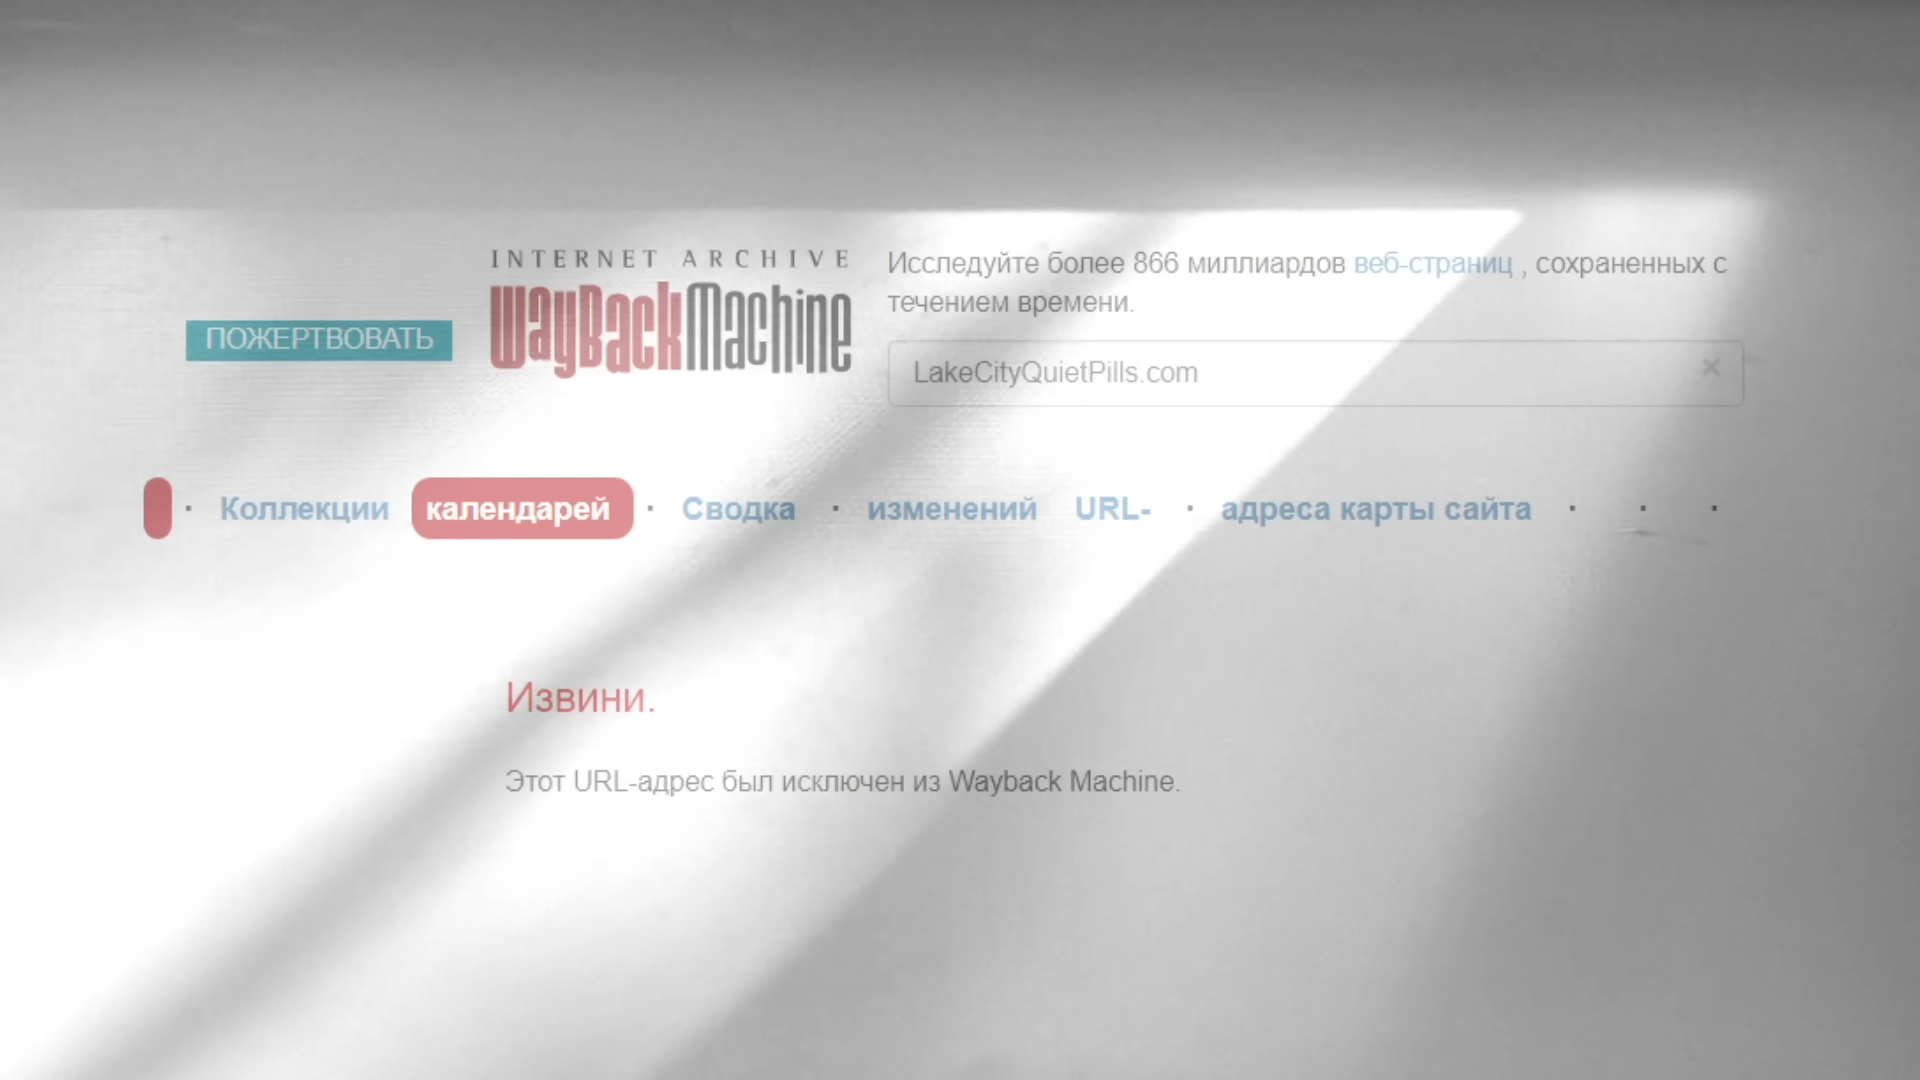 INTERNET ARCHIVE
WayBackMachine
Исследуйте более 866 миллиардов веб-страниц , сохраненных с
течением времени.
ПОЖЕРТВОВАТЬ
LakeCityQuietPills.com ×
· Коллекции календарей · Сводка · изменений URL- · адреса карты сайта · · ·
Извини.
Этот URL-адрес был исключен из Wayback Machine.